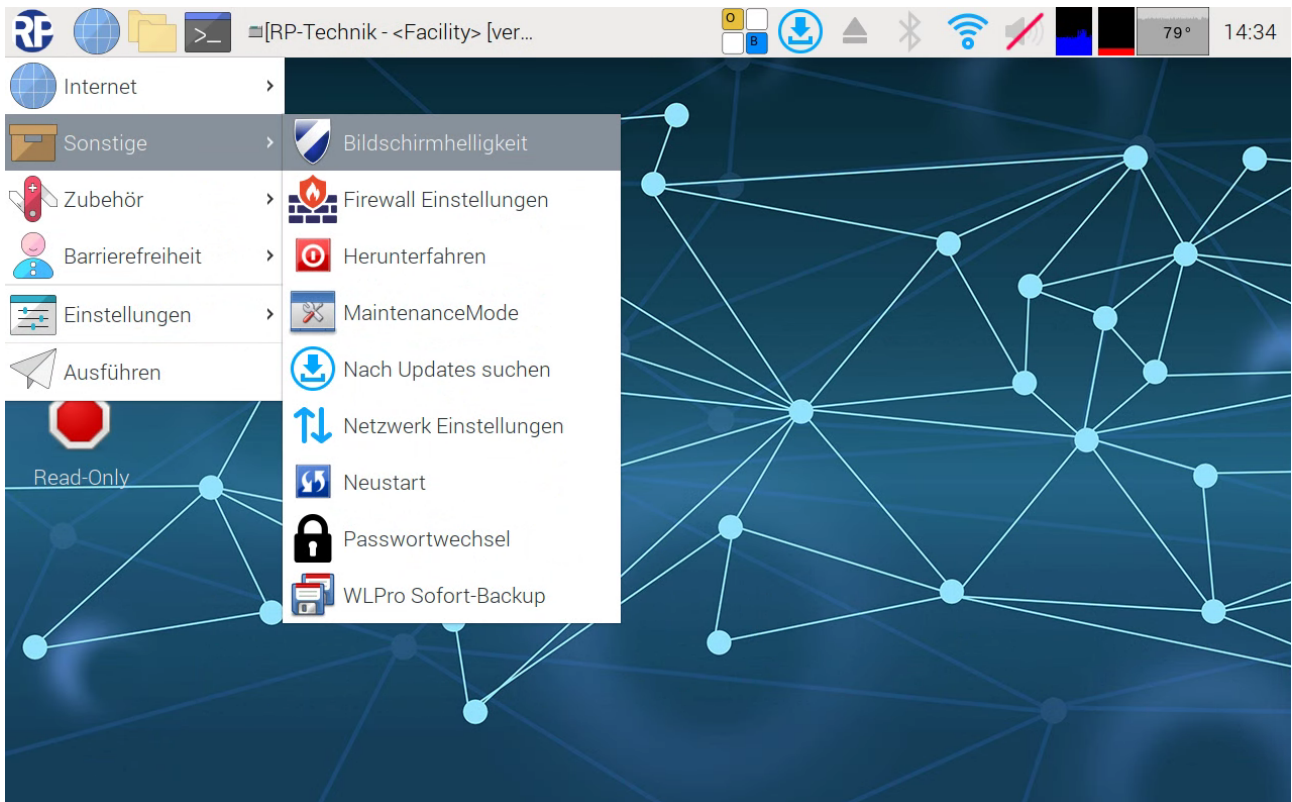 RP
>_
[RP-Technik - <Facility> [ver...
O
B
79°
14:34
Internet
Sonstige
Zubehör
Barrierefreiheit
Einstellungen
Ausführen
Bildschirmhelligkeit
Firewall Einstellungen
Herunterfahren
MaintenanceMode
Nach Updates suchen
Netzwerk Einstellungen
Neustart
Passwortwechsel
WLPro Sofort-Backup
Read-Only